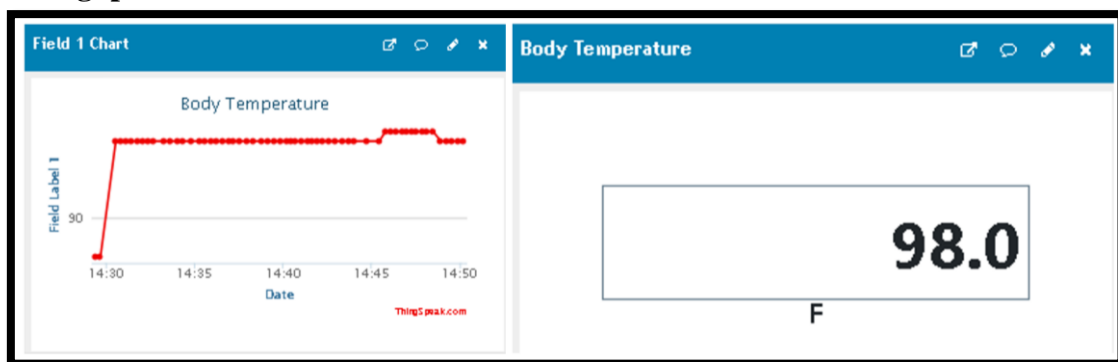 Field 1 Chart
Body Temperature
Field Label 1
90
14:30 14:35 14:40 14:45 14:50
Date
ThingSpeak.com
Body Temperature
98.0
F